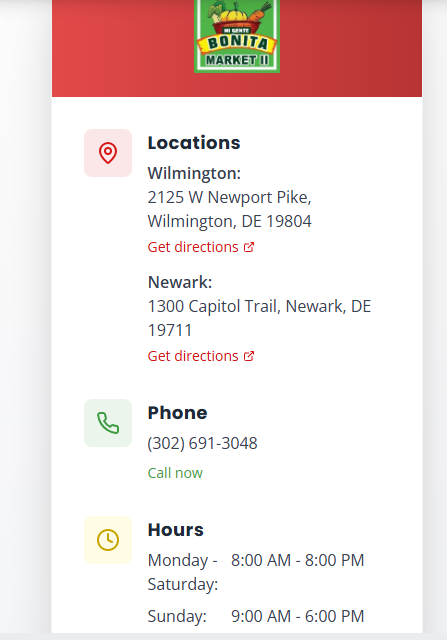 MI GENTE
BONITA
MARKET II
Locations
Wilmington:
2125 W Newport Pike,
Wilmington, DE 19804
Get directions
Newark:
1300 Capitol Trail, Newark, DE
19711
Get directions
Phone
(302) 691-3048
Call now
Hours
Monday - 8:00 AM - 8:00 PM
Saturday:
Sunday: 9:00 AM - 6:00 PM